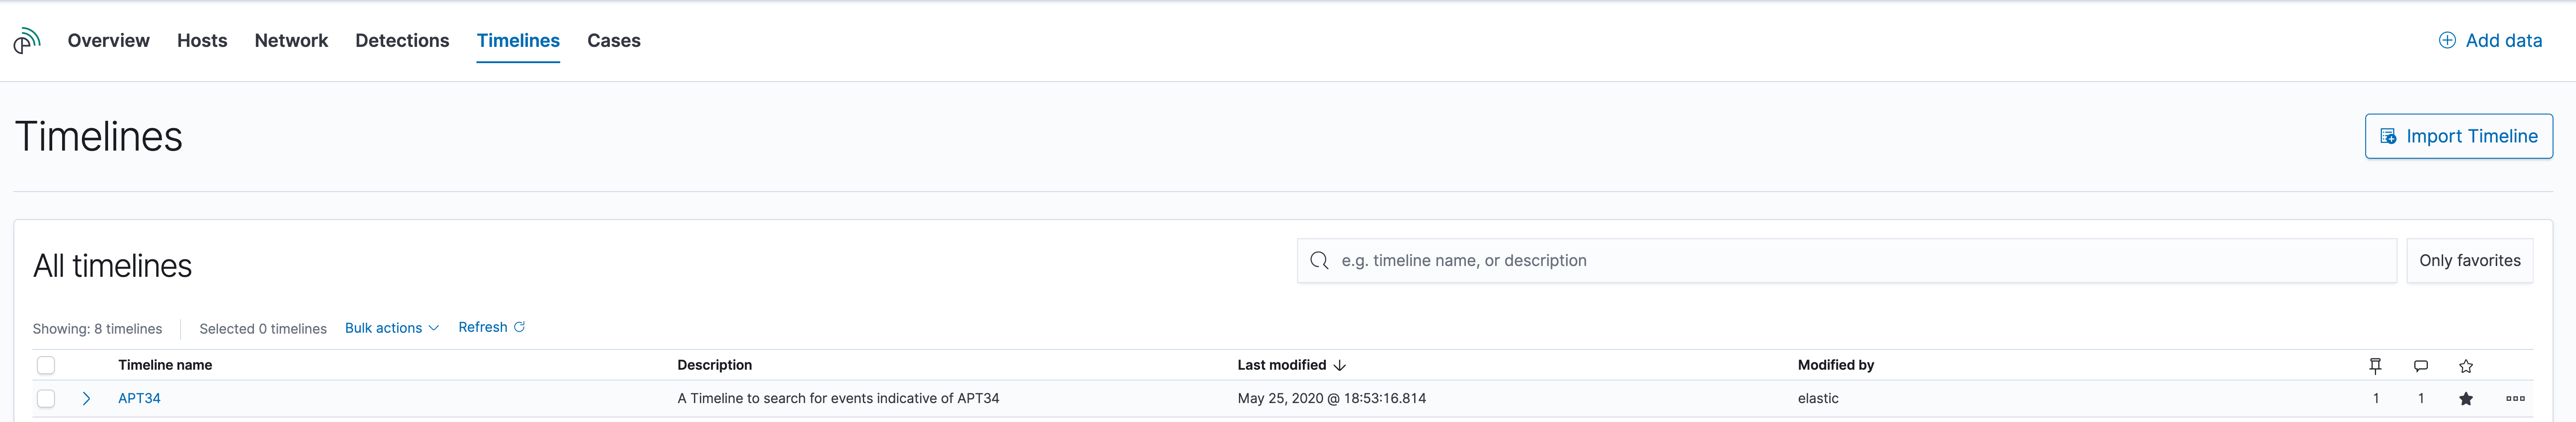 Overview Hosts Network Detections Timelines Cases Add data
Timelines Import Timeline
All timelines e.g. timeline name, or description Only favorites
Showing: 8 timelines Selected 0 timelines Bulk actions Refresh
Timeline name Description Last modified Modified by
APT34 A Timeline to search for events indicative of APT34 May 25, 2020 @ 18:53:16.814 elastic 1 1